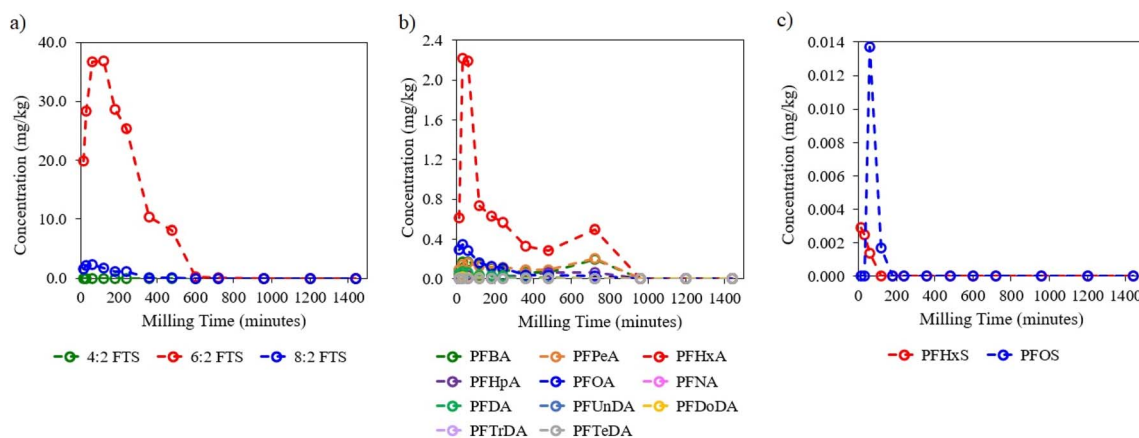 a)
Concentration (mg/kg)
40.0
30.0
20.0
10.0
0.0
0 200 400 600 800 1000 1200 1400
Milling Time (minutes)
4:2 FTS 6:2 FTS 8:2 FTS
b)
Concentration (mg/kg)
2.4
2.0
1.6
1.2
0.8
0.4
0.0
0 200 400 600 800 1000 1200 1400
Milling Time (minutes)
PFBA PFPeA PFHxA
PFHpA PFOA PFNA
PFDA PFUnDA PFDoDA
PFTrDA PFTeDA
c)
Concentration (mg/kg)
0.014
0.012
0.010
0.008
0.006
0.004
0.002
0.000
0 200 400 600 800 1000 1200 1400
Milling Time (minutes)
PFHxS PFOS